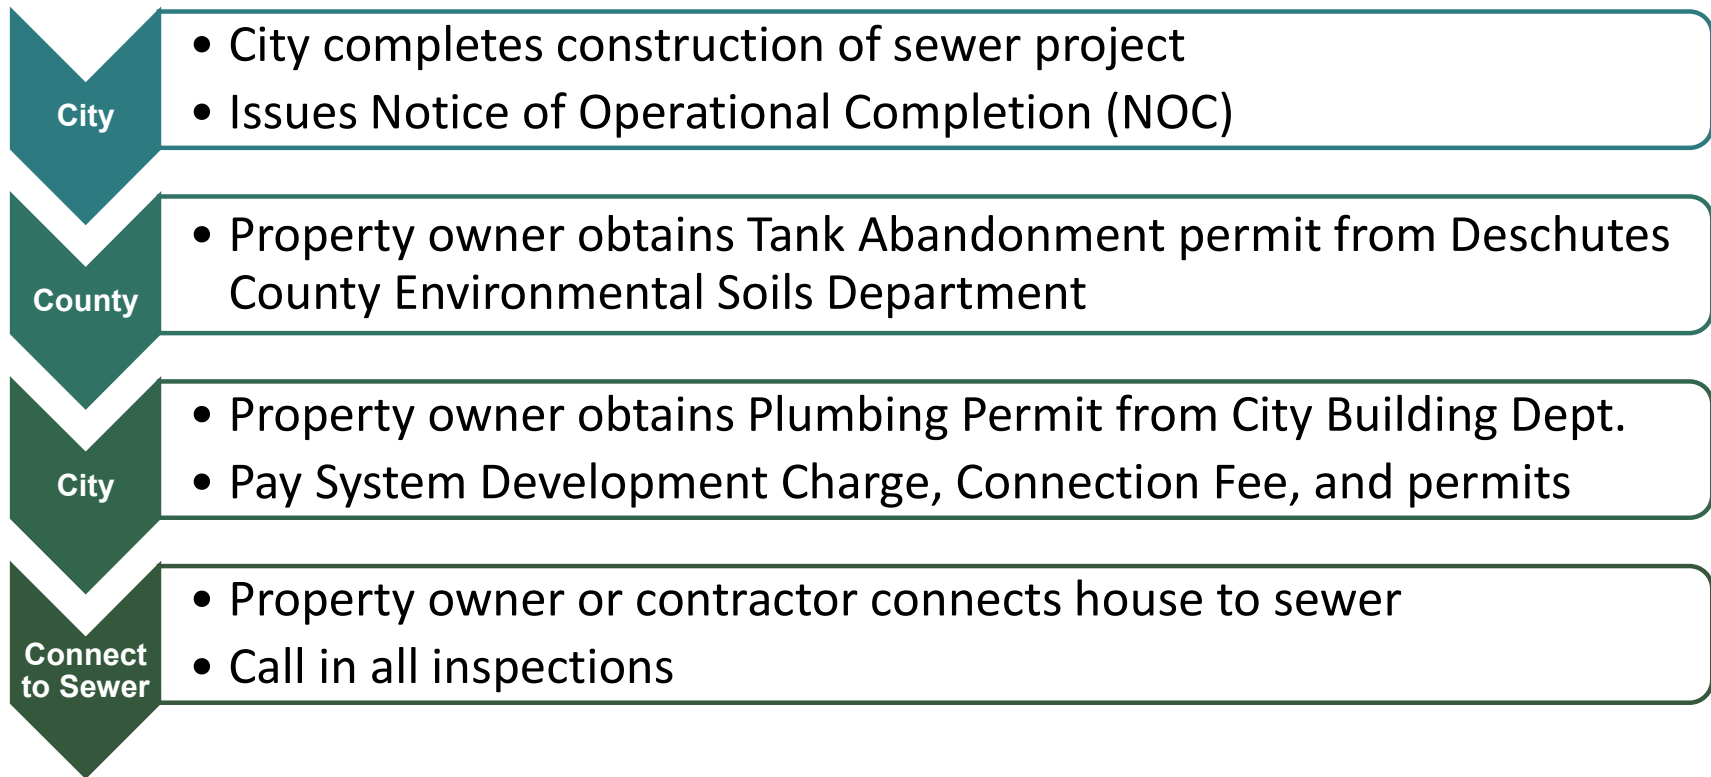 City
• City completes construction of sewer project
• Issues Notice of Operational Completion (NOC)
County
• Property owner obtains Tank Abandonment permit from Deschutes
County Environmental Soils Department
City
• Property owner obtains Plumbing Permit from City Building Dept.
• Pay System Development Charge, Connection Fee, and permits
Connect
to Sewer
• Property owner or contractor connects house to sewer
• Call in all inspections